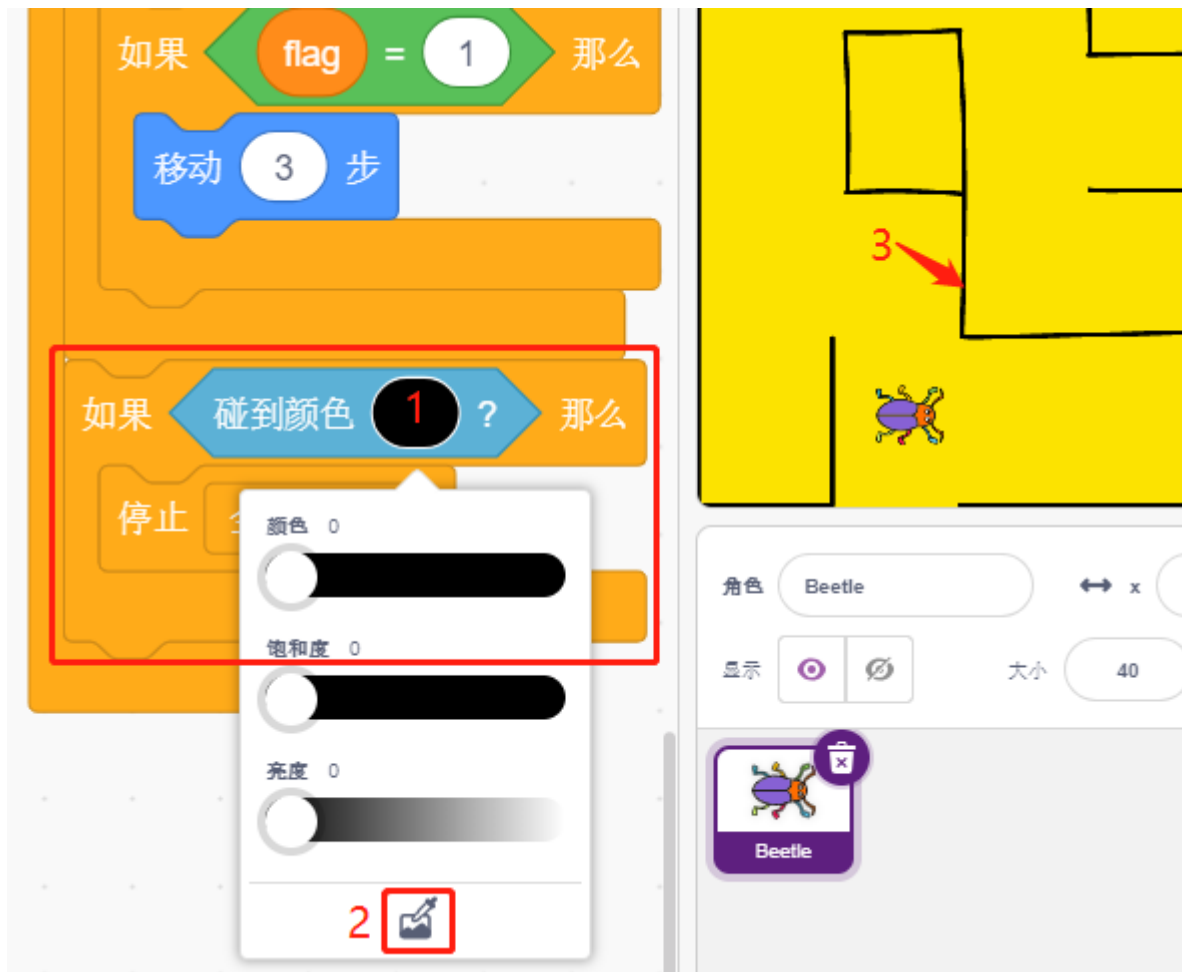 如果 flag = 1 那么
移动 3 步
3
如果 碰到颜色 1 ? 那么
停止
颜色 0
饱和度 0
亮度 0
2
角色 Beetle x
显示 大小 40
Beetle